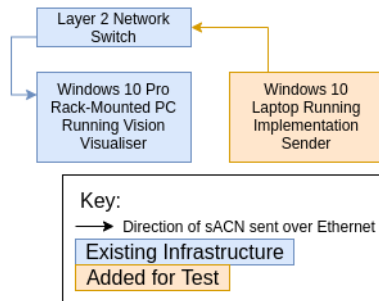 Layer 2 Network
Switch
Windows 10 Pro
Rack-Mounted PC
Running Vision
Visualiser
Windows 10
Laptop Running
Implementation
Sender
Key:
Direction of sACN sent over Ethernet
Existing Infrastructure
Added for Test